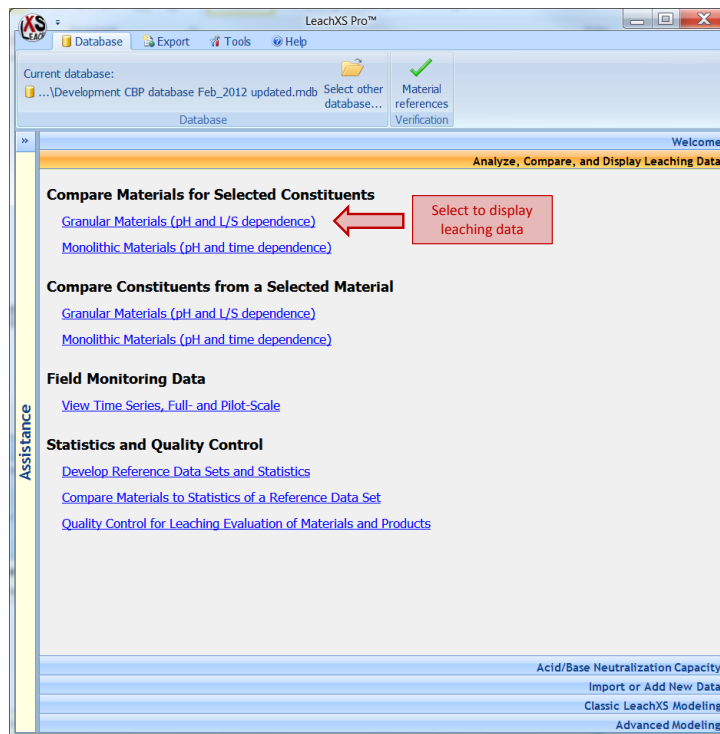 LeachXS Pro™
XS
LEACH
Database
Export
Tools
Help
Current database:
...\Development CBP database Feb_2012 updated.mdb
Select other
database...
Material
references
Database
Verification
»
Welcome
Analyze, Compare, and Display Leaching Data
Compare Materials for Selected Constituents
Granular Materials (pH and L/S dependence)
Select to display
leaching data
Monolithic Materials (pH and time dependence)
Compare Constituents from a Selected Material
Granular Materials (pH and L/S dependence)
Monolithic Materials (pH and time dependence)
Field Monitoring Data
View Time Series, Full- and Pilot-Scale
Assistance
Statistics and Quality Control
Develop Reference Data Sets and Statistics
Compare Materials to Statistics of a Reference Data Set
Quality Control for Leaching Evaluation of Materials and Products
Acid/Base Neutralization Capacity
Import or Add New Data
Classic LeachXS Modeling
Advanced Modeling